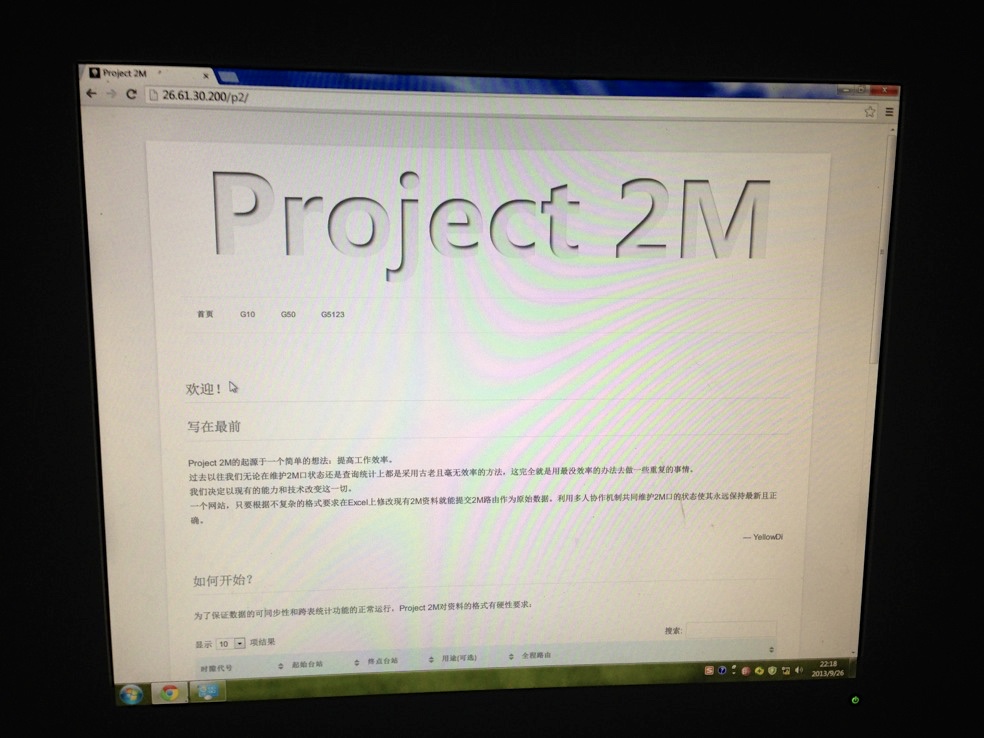 Project 2M
26.61.30.200/p2/
Project 2M
首页 G10 G50 G5123
欢迎！
写在最前
Project 2M的起源于一个简单的想法：提高工作效率。
过去以往我们无论在维护2M口状态还是查询统计上都是采用古老且毫无效率的方法，这完全就是用最没效率的办法去做一些重复的事情。
我们决定以现有的能力和技术改变这一切。
一个网站，只要根据不复杂的格式要求在Excel上修改现有2M资料就能提交2M路由作为原始数据。利用多人协作机制共同维护2M口的状态使其永远保持最新且正
确。
— YellowDi
如何开始？
为了保证数据的可同步性和跨表统计功能的正常运行，Project 2M对资料的格式有硬性要求：
显示 10 项结果 搜索:
时隙代号 起始台站 终点台站 用途(可选) 全程路由
22:18
2013/9/26